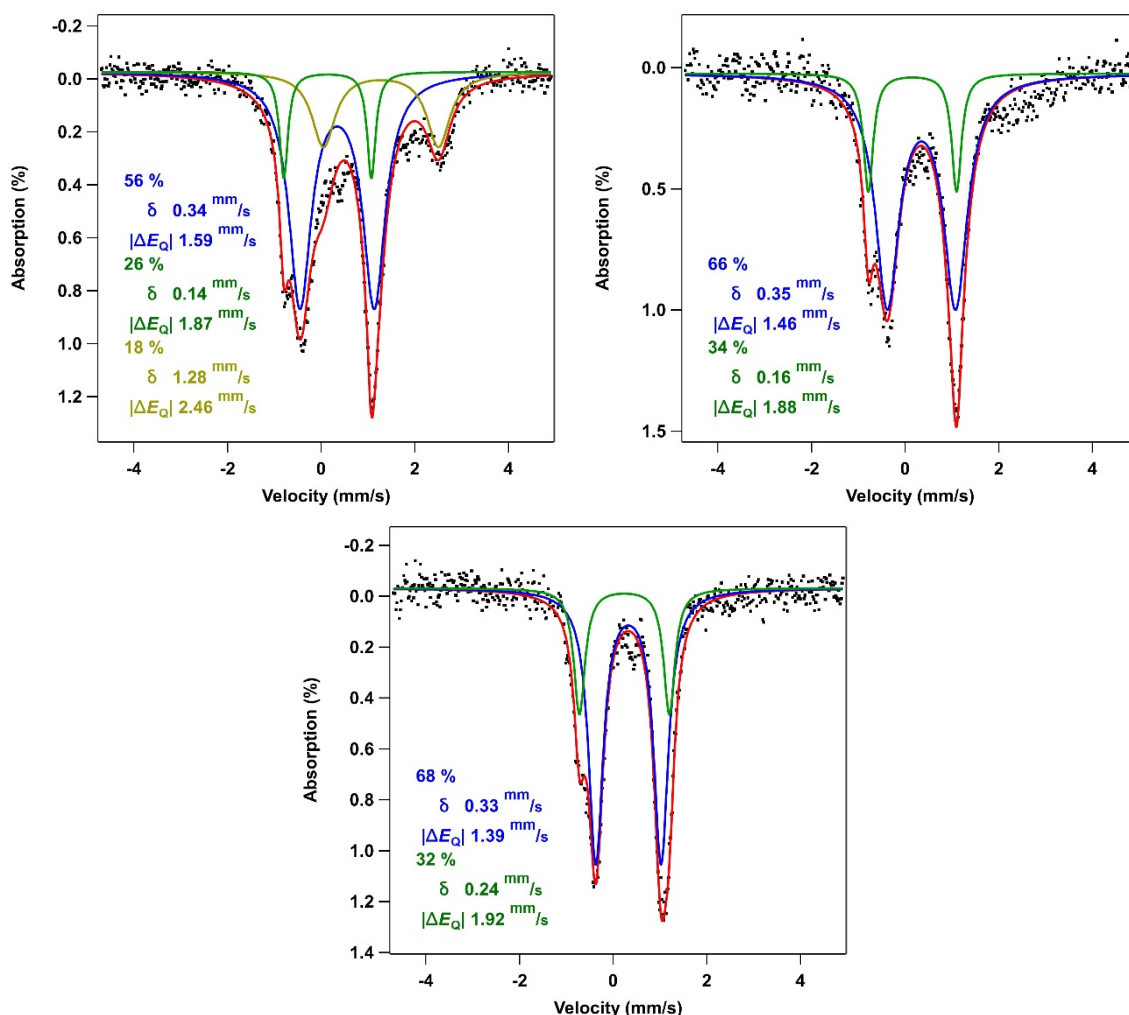 -0.2
0.0
0.2
0.4
0.6
0.8
1.0
1.2
Absorption (%)
56 %
δ 0.34 mm/s
|ΔEQ| 1.59 mm/s
26 %
δ 0.14 mm/s
|ΔEQ| 1.87 mm/s
18 %
δ 1.28 mm/s
|ΔEQ| 2.46 mm/s
-4 -2 0 2 4
Velocity (mm/s)
0.0
0.5
1.0
1.5
Absorption (%)
66 %
δ 0.35 mm/s
|ΔEQ| 1.46 mm/s
34 %
δ 0.16 mm/s
|ΔEQ| 1.88 mm/s
-4 -2 0 2 4
Velocity (mm/s)
-0.2
0.0
0.2
0.4
0.6
0.8
1.0
1.2
1.4
Absorption (%)
68 %
δ 0.33 mm/s
|ΔEQ| 1.39 mm/s
32 %
δ 0.24 mm/s
|ΔEQ| 1.92 mm/s
-4 -2 0 2 4
Velocity (mm/s)